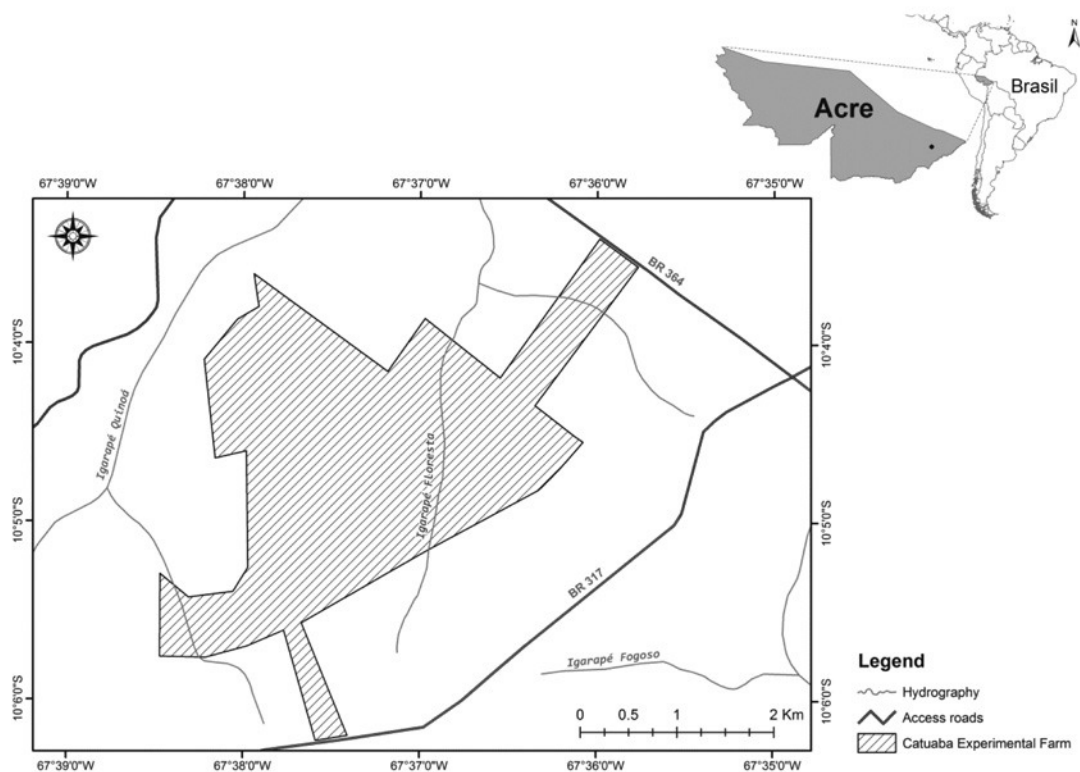 N
Brasil
Acre
67°39'0"W 67°38'0"W 67°37'0"W 67°36'0"W 67°35'0"W
BR 364
10°4'0"S 10°4'0"S
Igarapé Quinod
Igarapé Floresta
10°5'0"S 10°5'0"S
BR 317
Igarapé Fogoso
10°6'0"S 10°6'0"S
0 0.5 1 2 Km
67°39'0"W 67°38'0"W 67°37'0"W 67°36'0"W 67°35'0"W
Legend
Hydrography
Access roads
Catuaba Experimental Farm